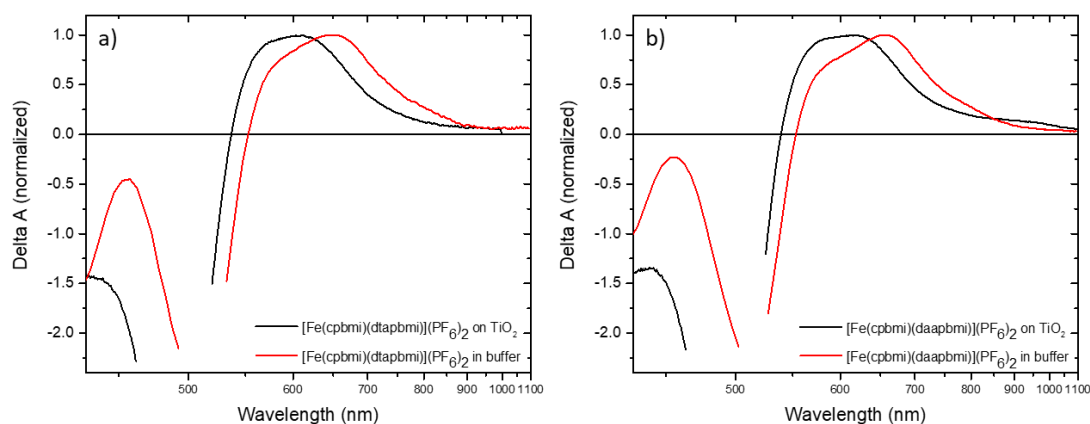 a)
Delta A (normalized)
1.0
0.5
0.0
-0.5
-1.0
-1.5
-2.0
[Fe(cpbmi)(dtapbmi)](PF6)2 on TiO2
[Fe(cpbmi)(dtapbmi)](PF6)2 in buffer
500 600 700 800 900 1000 1100
Wavelength (nm)
b)
Delta A (normalized)
1.0
0.5
0.0
-0.5
-1.0
-1.5
-2.0
[Fe(cpbmi)(daapbmi)](PF6)2 on TiO2
[Fe(cpbmi)(daapbmi)](PF6)2 in buffer
500 600 700 800 900 1000 1100
Wavelength (nm)